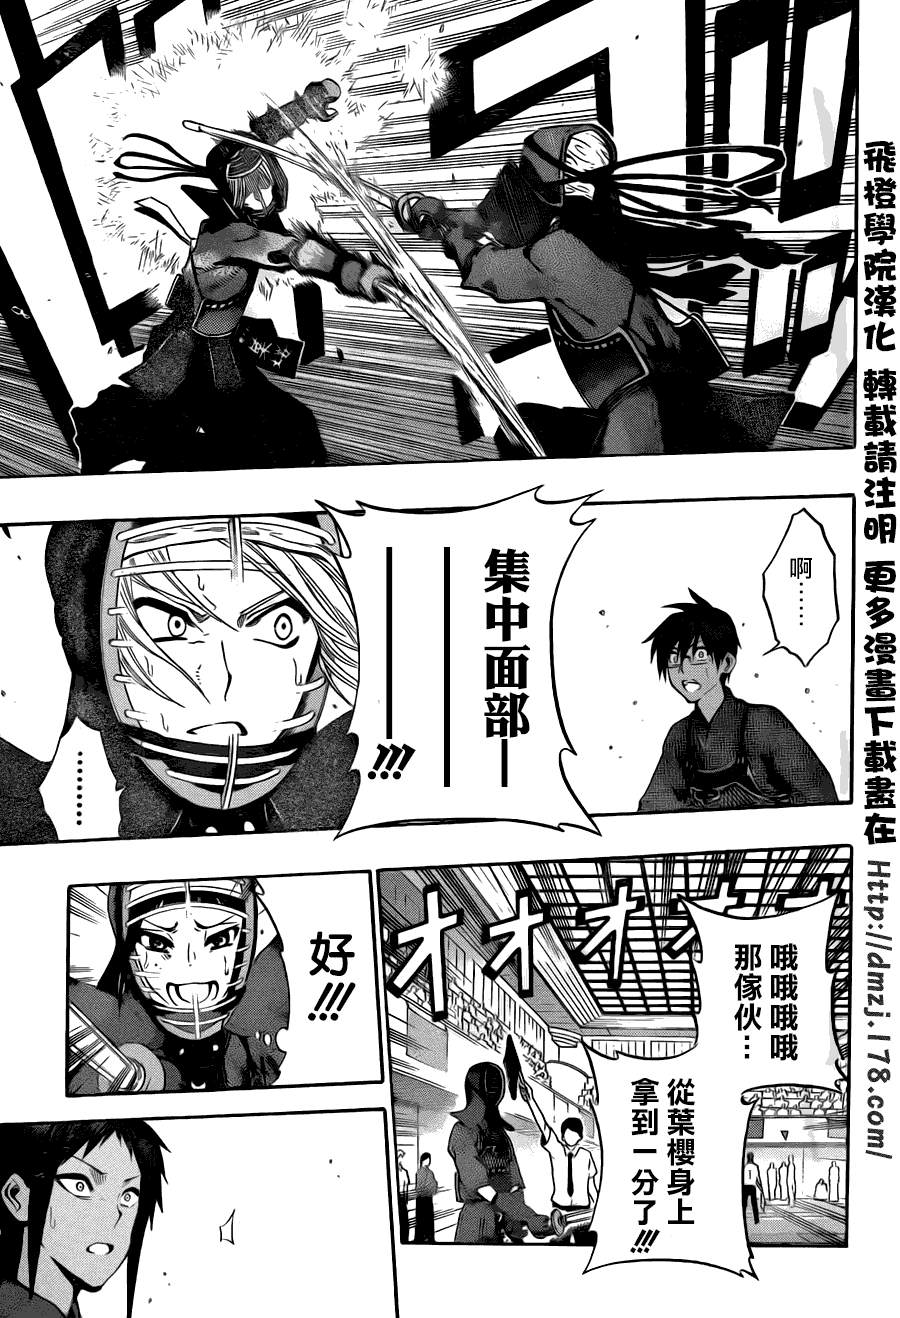 啊……
集中面部————!!!
………
オオオオオ
哦哦哦哦
那傢伙…
從葉櫻身上
拿到一分了!!!
好!!!
飛橙學院漢化 轉載請注明 更多漫畫下載盡在 Http://dmzj.178.com/